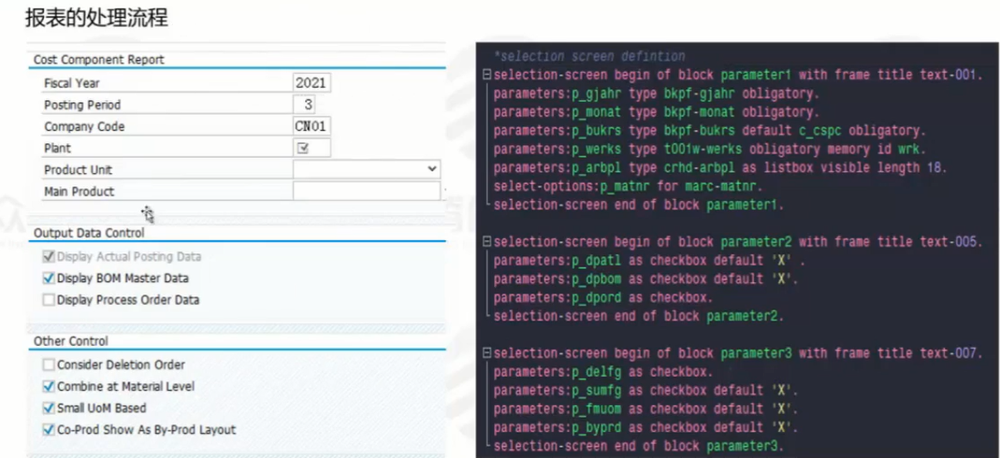 报表的处理流程
Cost Component Report
Fiscal Year 2021
Posting Period 3
Company Code CN01
Plant
Product Unit
Main Product
Output Data Control
Display Actual Posting Data
Display BOM Master Data
Display Process Order Data
Other Control
Consider Deletion Order
Combine at Material Level
Small UoM Based
Co-Prod Show As By-Prod Layout
*selection screen defintion
selection-screen begin of block parameter1 with frame title text-001.
parameters:p_gjahr type bkpf-gjahr obligatory.
parameters:p_monat type bkpf-monat obligatory.
parameters:p_bukrs type bkpf-bukrs default c_cspc obligatory.
parameters:p_werks type t001w-werks obligatory memory id wrk.
parameters:p_arbpl type crhd-arbpl as listbox visible length 18.
select-options:p_matnr for marc-matnr.
selection-screen end of block parameter1.
selection-screen begin of block parameter2 with frame title text-005.
parameters:p_dpatl as checkbox default 'X' .
parameters:p_dpbom as checkbox default 'X'.
parameters:p_dpord as checkbox.
selection-screen end of block parameter2.
selection-screen begin of block parameter3 with frame title text-007.
parameters:p_delfg as checkbox.
parameters:p_sumfg as checkbox default 'X'.
parameters:p_fmuom as checkbox default 'X'.
parameters:p_byprd as checkbox default 'X'.
selection-screen end of block parameter3.